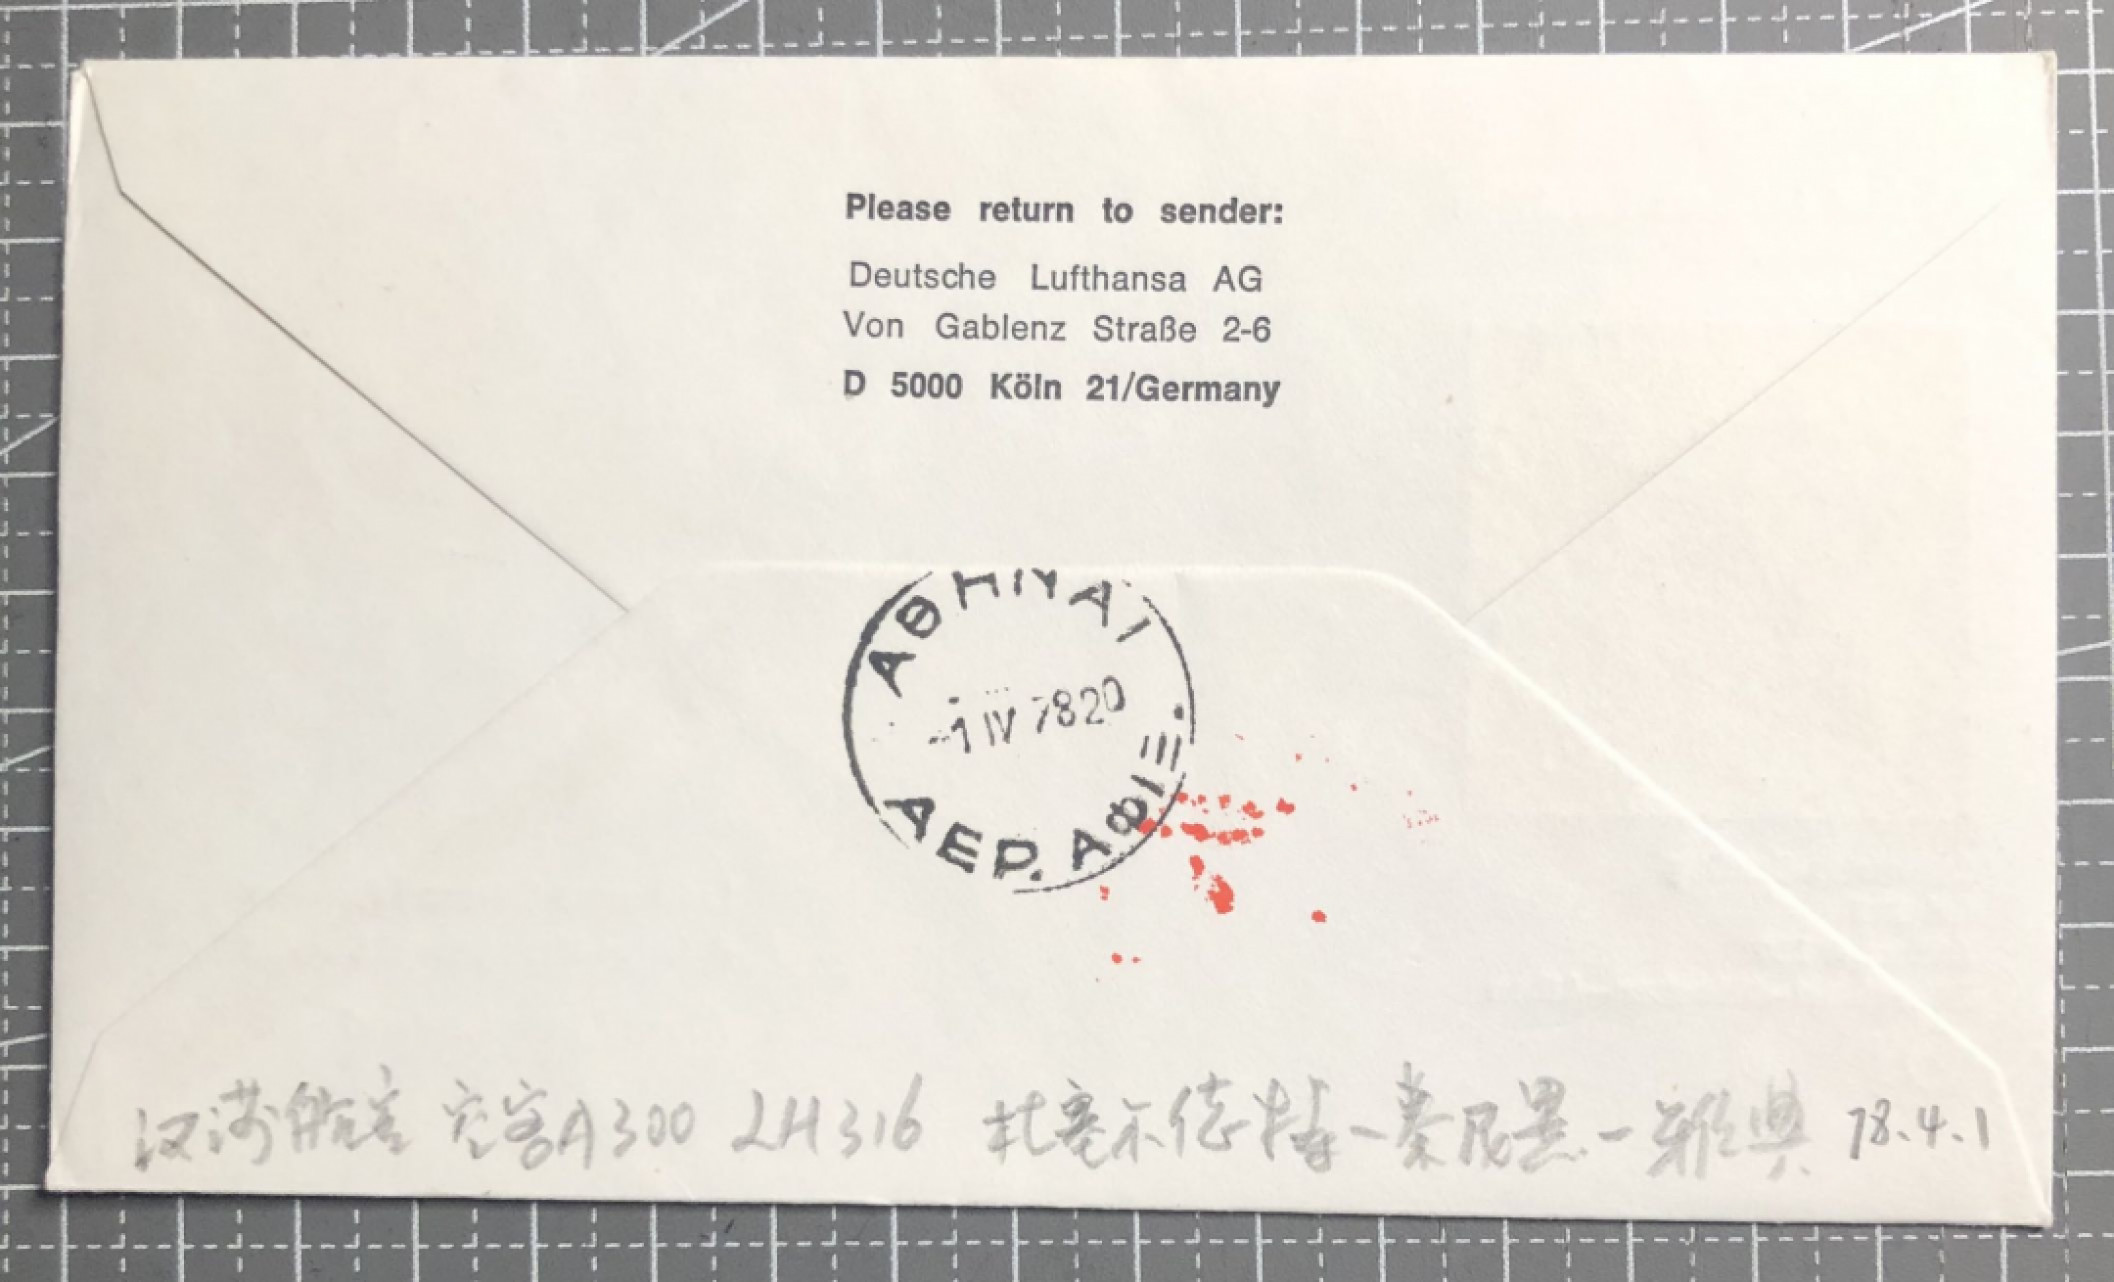 Please return to sender:
Deutsche Lufthansa AG
Von Gablenz Straße 2-6
D 5000 Köln 21/Germany
ΑΘΗΝΑΙ
-1 IV 78 20
ΑΕΡ. ΑΦΙΞ.
汉莎航空 空客A300 LH316 杜塞尔德特-慕尼黑-雅典 78.4.1